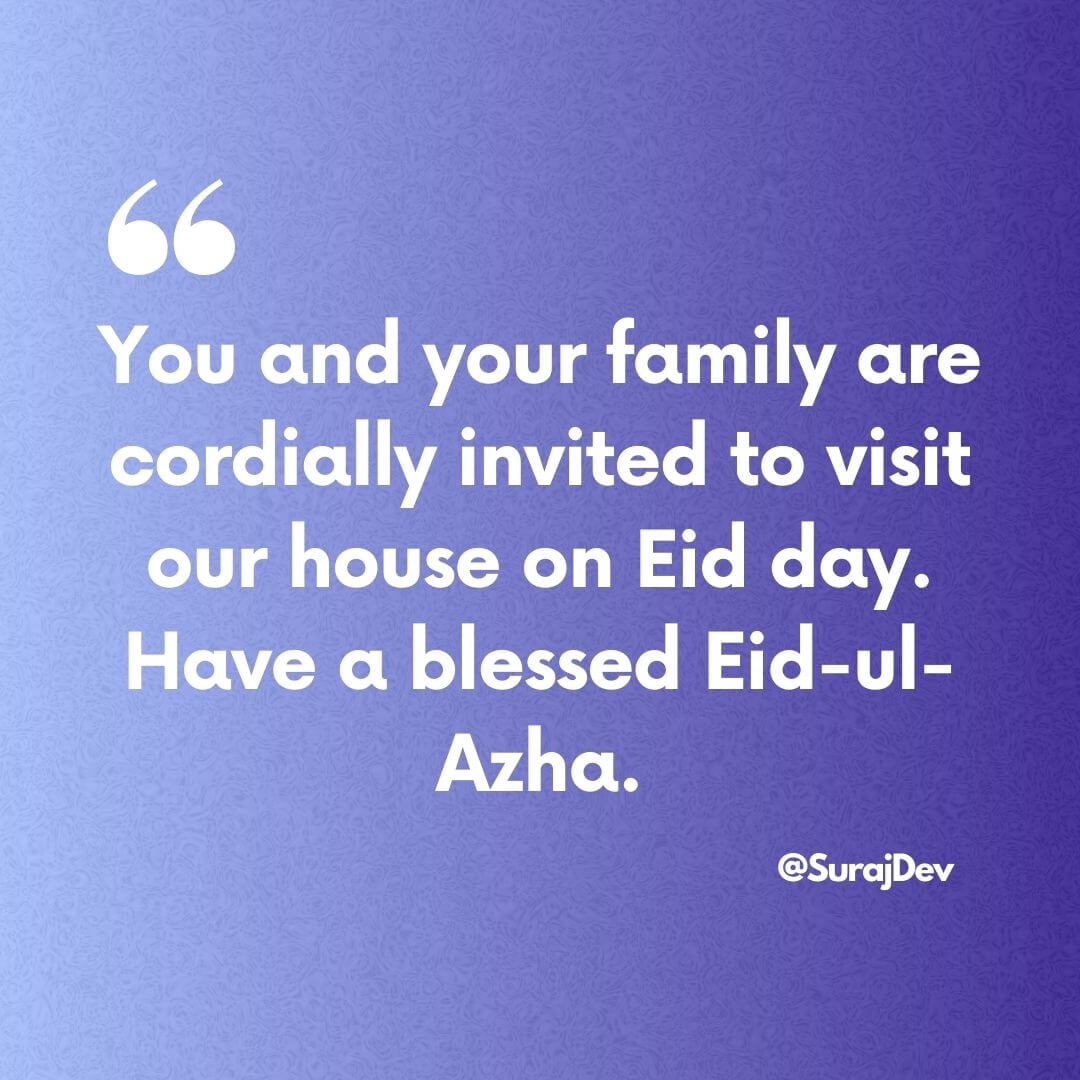 “
You and your family are
cordially invited to visit
our house on Eid day.
Have a blessed Eid-ul-
Azha.
@SurajDev